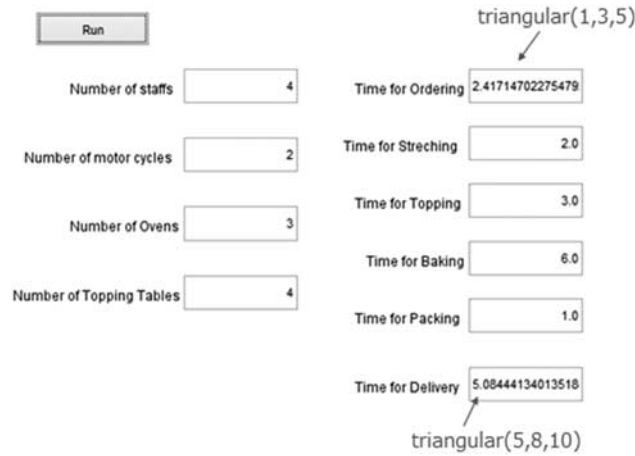 triangular(1,3,5)
Run
Number of staffs 4
Time for Ordering 2.41714702275479
Number of motor cycles 2
Time for Streching 2.0
Number of Ovens 3
Time for Topping 3.0
Number of Topping Tables 4
Time for Baking 6.0
Time for Packing 1.0
Time for Delivery 5.08444134013518
triangular(5,8,10)